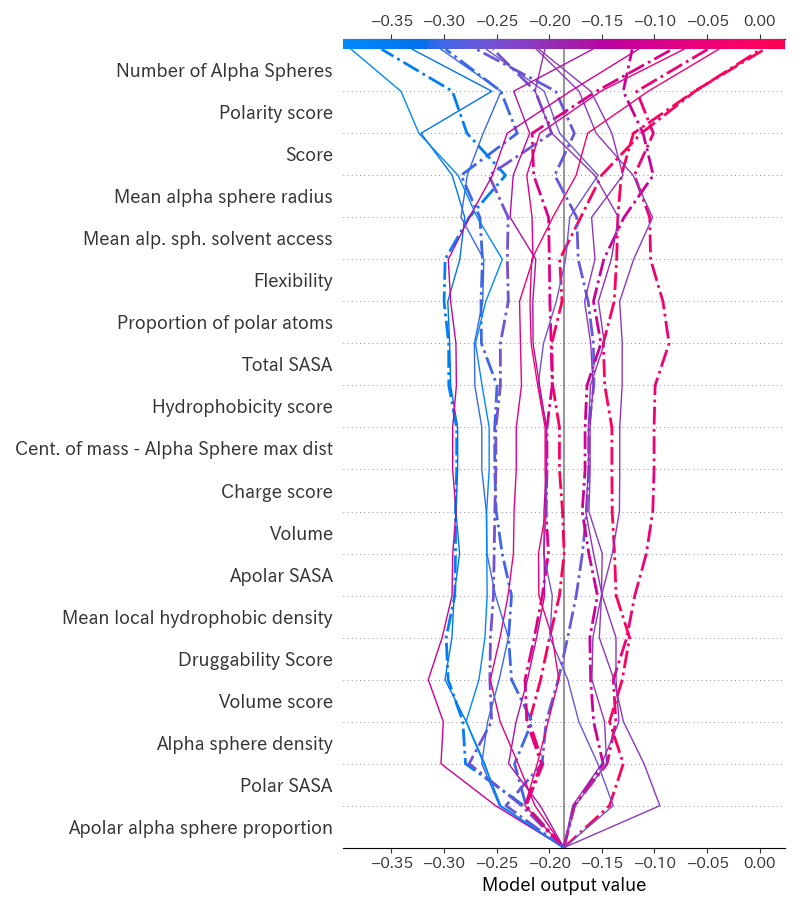 −0.35 −0.30 −0.25 −0.20 −0.15 −0.10 −0.05 0.00
Number of Alpha Spheres
Polarity score
Score
Mean alpha sphere radius
Mean alp. sph. solvent access
Flexibility
Proportion of polar atoms
Total SASA
Hydrophobicity score
Cent. of mass - Alpha Sphere max dist
Charge score
Volume
Apolar SASA
Mean local hydrophobic density
Druggability Score
Volume score
Alpha sphere density
Polar SASA
Apolar alpha sphere proportion
−0.35 −0.30 −0.25 −0.20 −0.15 −0.10 −0.05 0.00
Model output value